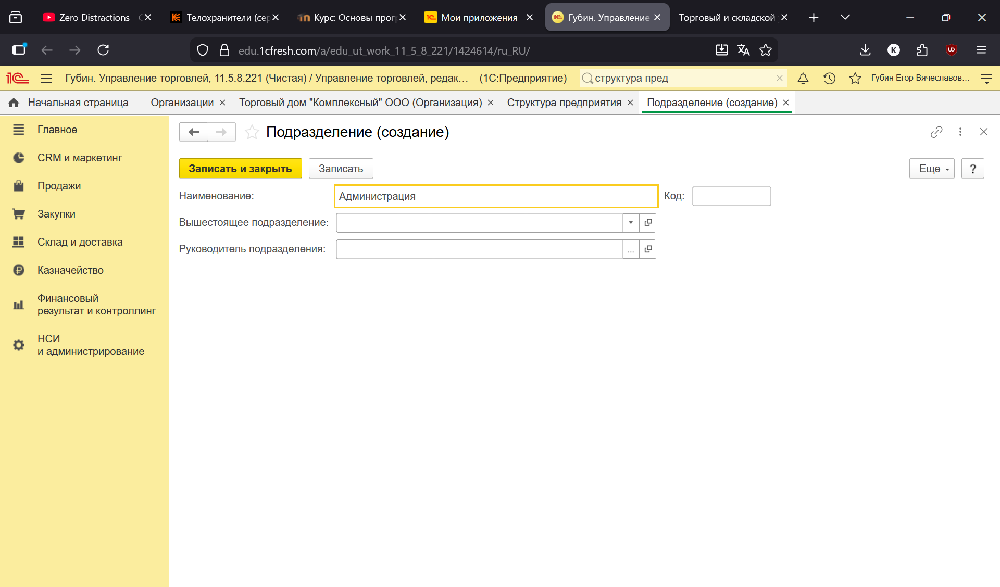 Zero Distractions -
Телохранители (сер
Курс: Основы прог
Мои приложения
Губин. Управление
Торговый и складской
edu.1cfresh.com/a/edu_ut_work_11_5_8_221/1424614/ru_RU/
K
Губин. Управление торговлей, 11.5.8.221 (Чистая) / Управление торговлей, редак... (1С:Предприятие)
структура пред
Губин Егор Вячеславов...
Начальная страница
Организации
Торговый дом "Комплексный" ООО (Организация)
Структура предприятия
Подразделение (создание)
Главное
CRM и маркетинг
Продажи
Закупки
Склад и доставка
Казначейство
Финансовый
результат и контроллинг
НСИ
и администрирование
Подразделение (создание)
Записать и закрыть
Записать
Еще
?
Наименование:
Администрация
Код:
Вышестоящее подразделение:
Руководитель подразделения:
...